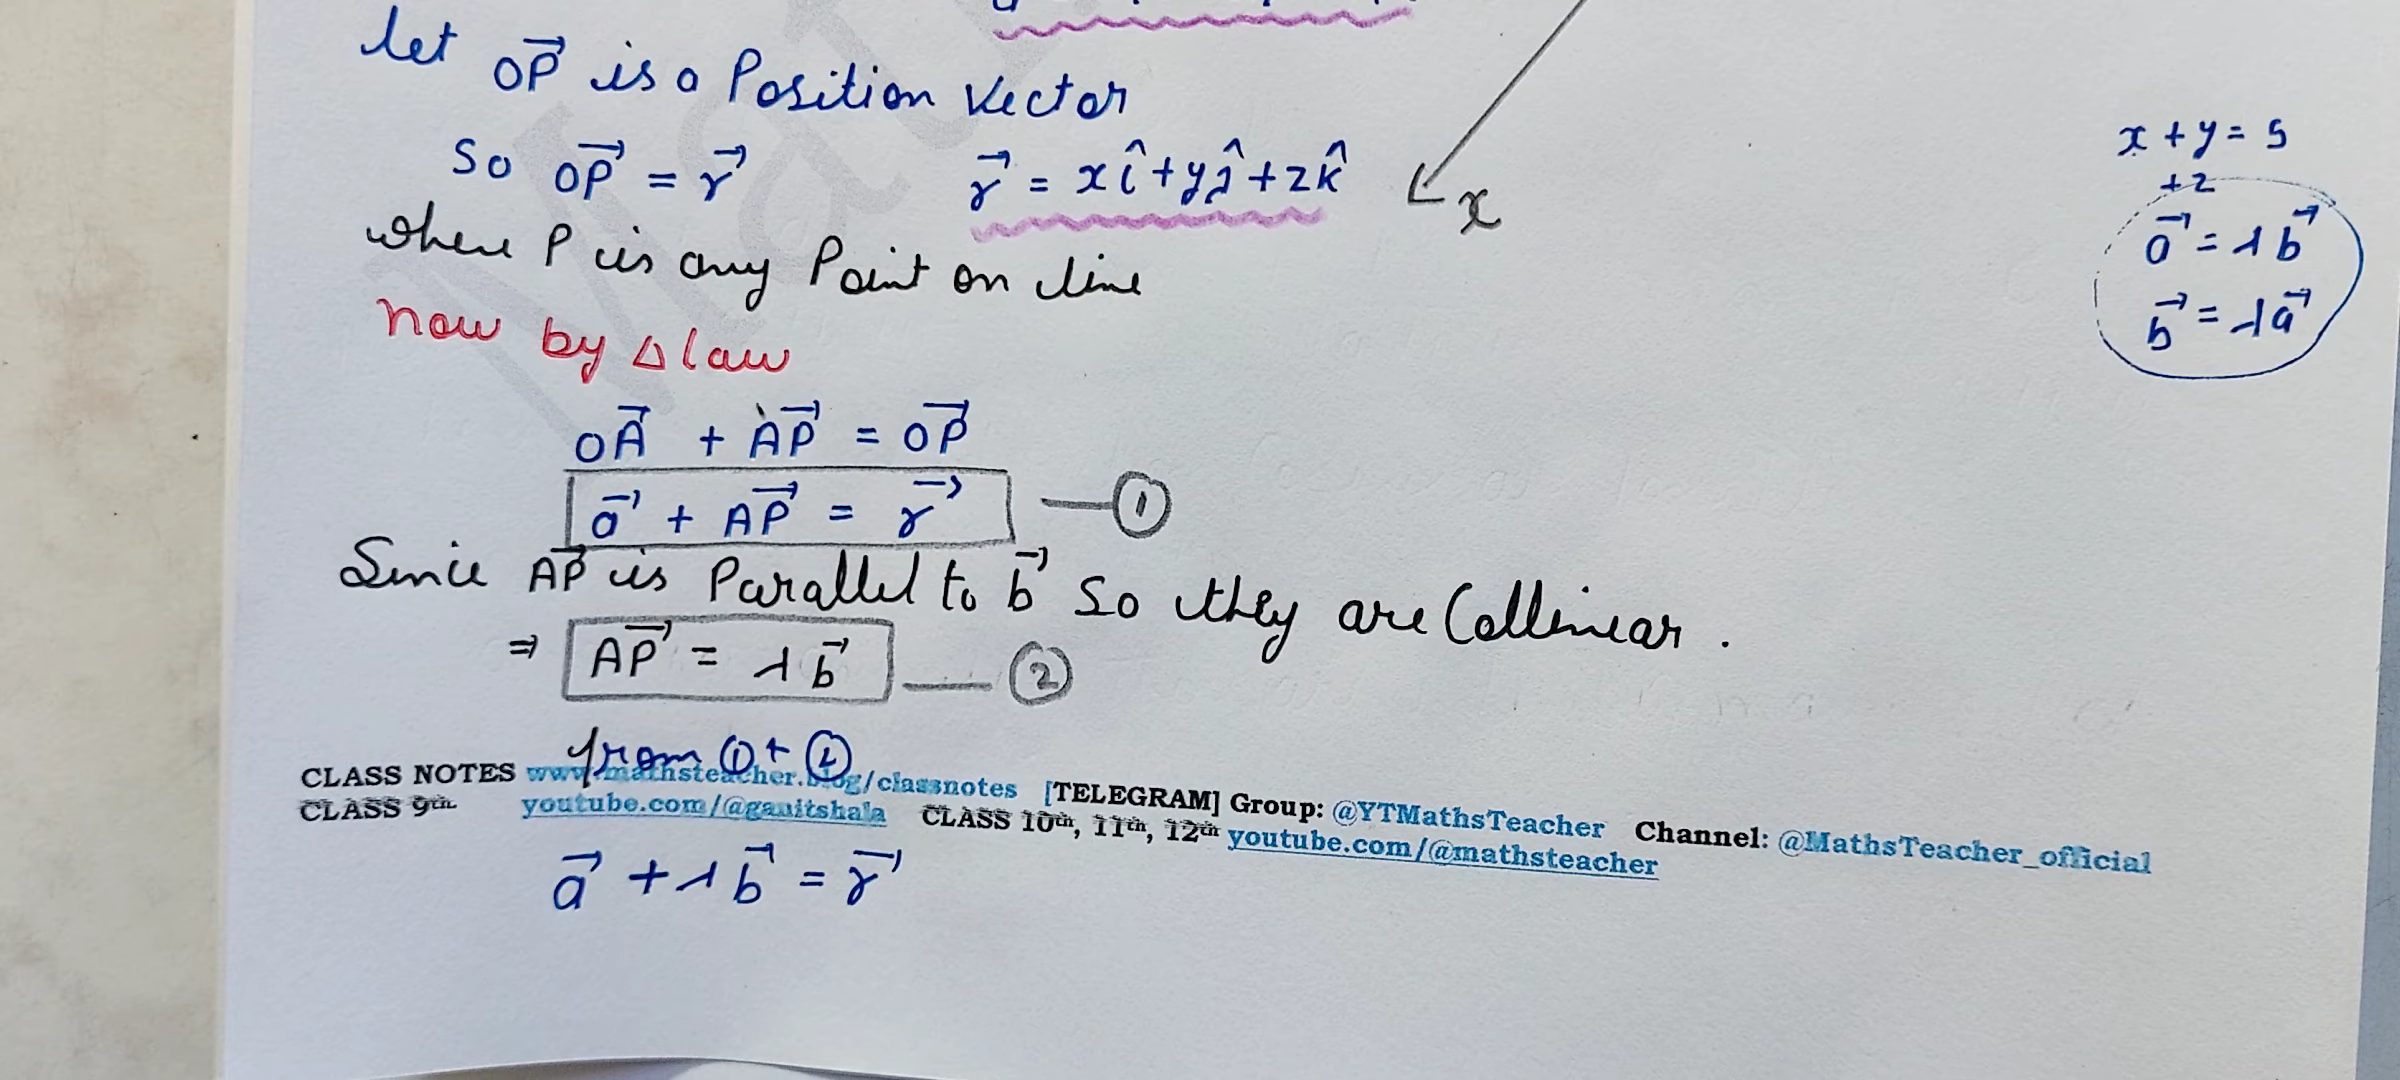 let OP⃗ is a Position Vector
So OP⃗ = r⃗
r⃗ = xî+yĵ+zk̂
x
where P is any Point on line
now by Δ law
OA⃗ + AP⃗ = OP⃗
a⃗ + AP⃗ = r⃗ — ①
Since AP⃗ is Parallel to b⃗ So they are Collinear.
⇒ AP⃗ = λb⃗ — ②
from ① + ②
CLASS NOTES www.mathsteacher.blog/classnotes [TELEGRAM] Group: @YTMathsTeacher Channel: @MathsTeacher_official
CLASS 9th youtube.com/@ganitshala CLASS 10th, 11th, 12th youtube.com/@mathsteacher
a⃗ + λb⃗ = r⃗
x + y = 5
+z
a⃗ = λb⃗
b⃗ = λa⃗